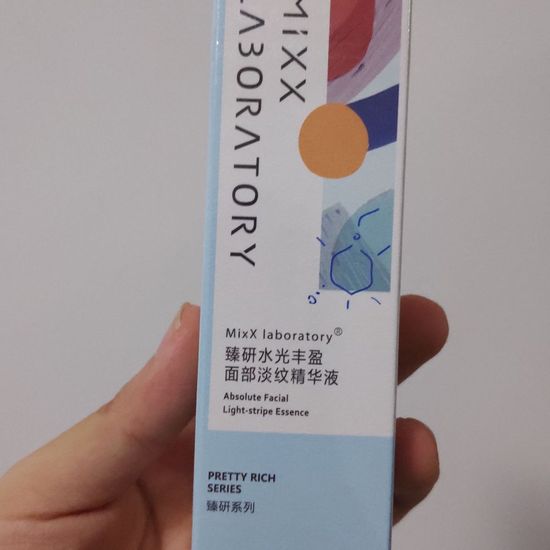 MIXX
LABORATORY
MixX laboratory®
臻研水光丰盈
面部淡纹精华液
Absolute Facial
Light-stripe Essence
PRETTY RICH
SERIES
臻研系列